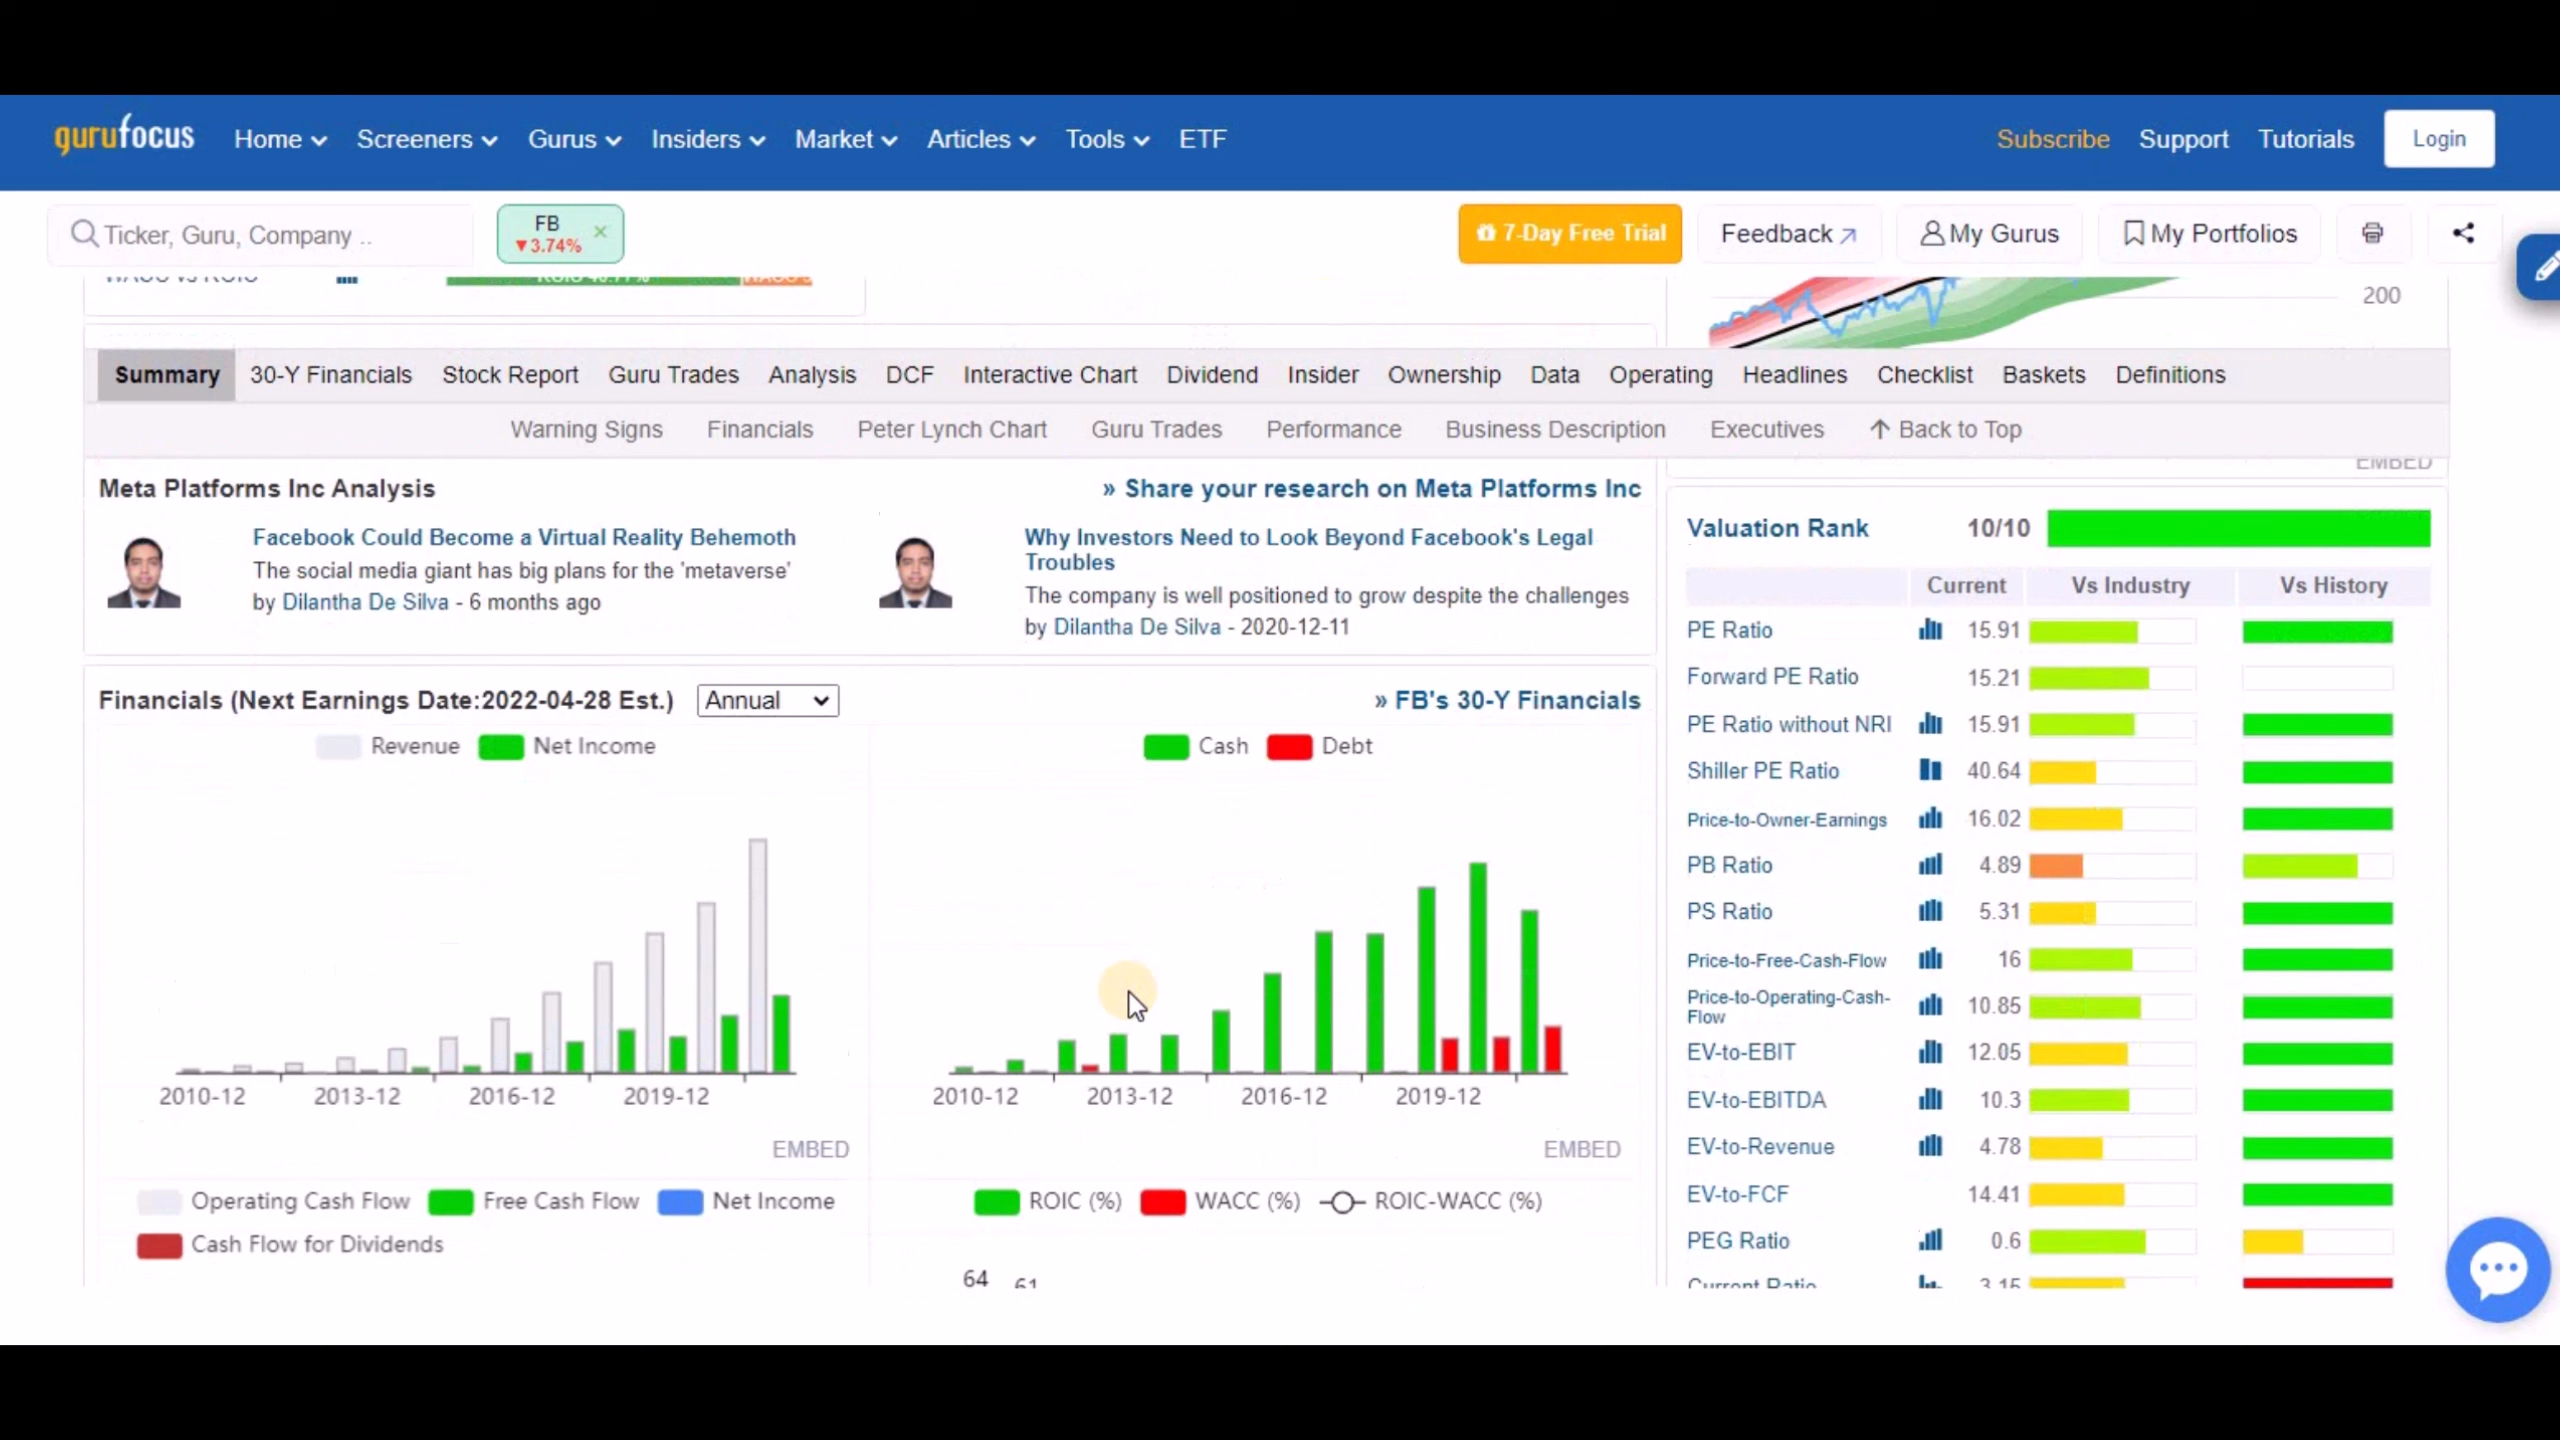 gurufocus
Home Screeners Gurus Insiders Market Articles Tools ETF
Subscribe Support Tutorials Login
Ticker, Guru, Company ..
FB
▼3.74%
7-Day Free Trial
Feedback My Gurus My Portfolios
200
Summary 30-Y Financials Stock Report Guru Trades Analysis DCF Interactive Chart Dividend Insider Ownership Data Operating Headlines Checklist Baskets Definitions
Warning Signs Financials Peter Lynch Chart Guru Trades Performance Business Description Executives ↑ Back to Top
EMBED
Meta Platforms Inc Analysis
» Share your research on Meta Platforms Inc
Facebook Could Become a Virtual Reality Behemoth
The social media giant has big plans for the 'metaverse'
by Dilantha De Silva - 6 months ago
Why Investors Need to Look Beyond Facebook's Legal
Troubles
The company is well positioned to grow despite the challenges
by Dilantha De Silva - 2020-12-11
Financials (Next Earnings Date:2022-04-28 Est.) Annual
» FB's 30-Y Financials
Revenue Net Income
2010-12 2013-12 2016-12 2019-12
EMBED
Cash Debt
2010-12 2013-12 2016-12 2019-12
EMBED
Operating Cash Flow Free Cash Flow Net Income
Cash Flow for Dividends
ROIC (%) WACC (%) ROIC-WACC (%)
64 61
Valuation Rank 10/10
Current Vs Industry Vs History
PE Ratio 15.91
Forward PE Ratio 15.21
PE Ratio without NRI 15.91
Shiller PE Ratio 40.64
Price-to-Owner-Earnings 16.02
PB Ratio 4.89
PS Ratio 5.31
Price-to-Free-Cash-Flow 16
Price-to-Operating-Cash-
Flow 10.85
EV-to-EBIT 12.05
EV-to-EBITDA 10.3
EV-to-Revenue 4.78
EV-to-FCF 14.41
PEG Ratio 0.6
Current Ratio 3.15